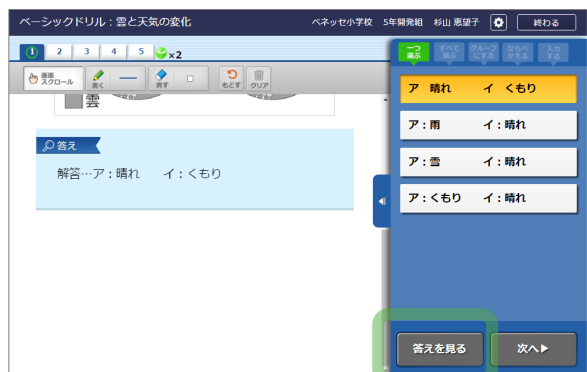 ベーシックドリル：雲と天気の変化 ベネッセ小学校 5年開発組 杉山 恵望子 終わる
1 2 3 4 5 ×2
画面スクロール 書く 消す もどす クリア
雲
答え
解答…ア：晴れ イ：くもり
一つ選ぶ すべて選ぶ グループにする ならべかえる 入力する
ア 晴れ イ くもり
ア：雨 イ：晴れ
ア：雪 イ：晴れ
ア：くもり イ：晴れ
答えを見る 次へ▶